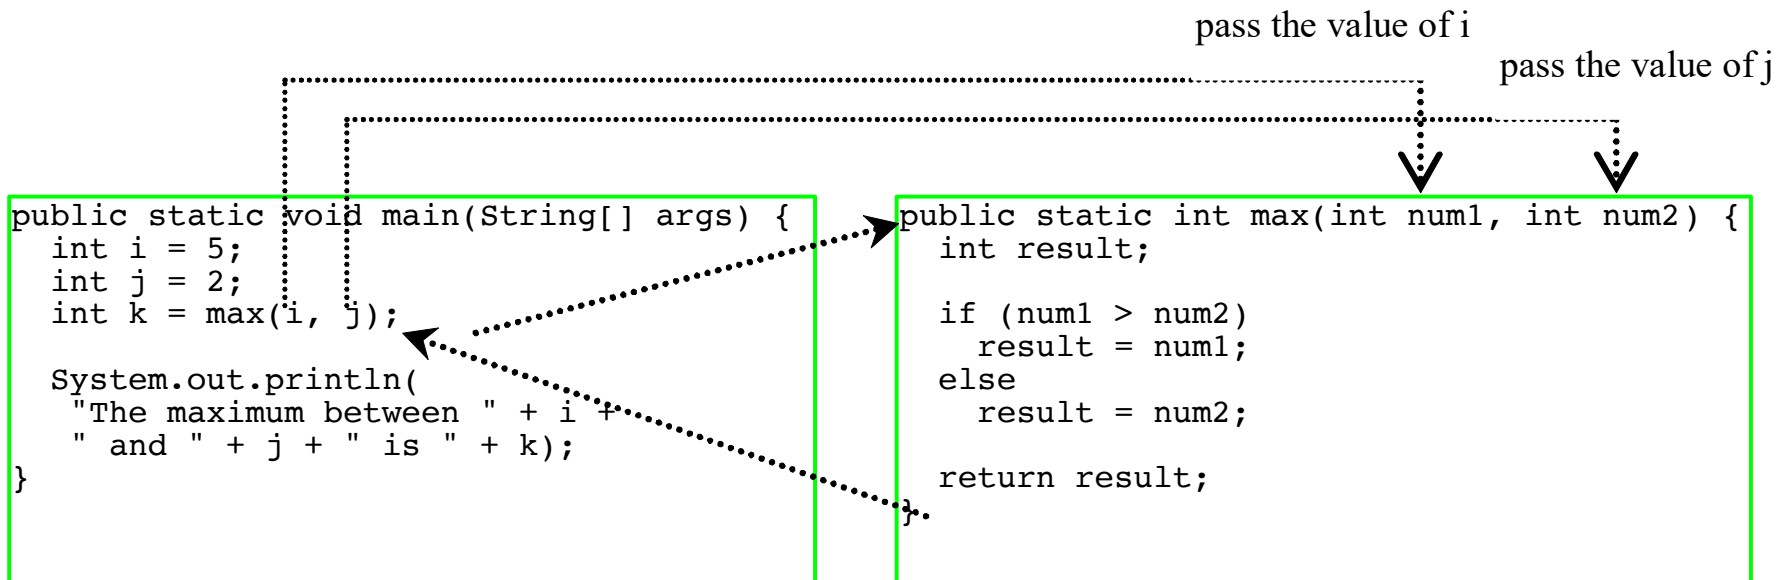 pass the value of i
pass the value of j
public static void main(String[] args) {
  int i = 5;
  int j = 2;
  int k = max(i, j);

  System.out.println(
   "The maximum between " + i +
   " and " + j + " is " + k);
}
public static int max(int num1, int num2) {
  int result;

  if (num1 > num2)
    result = num1;
  else
    result = num2;

  return result;
}